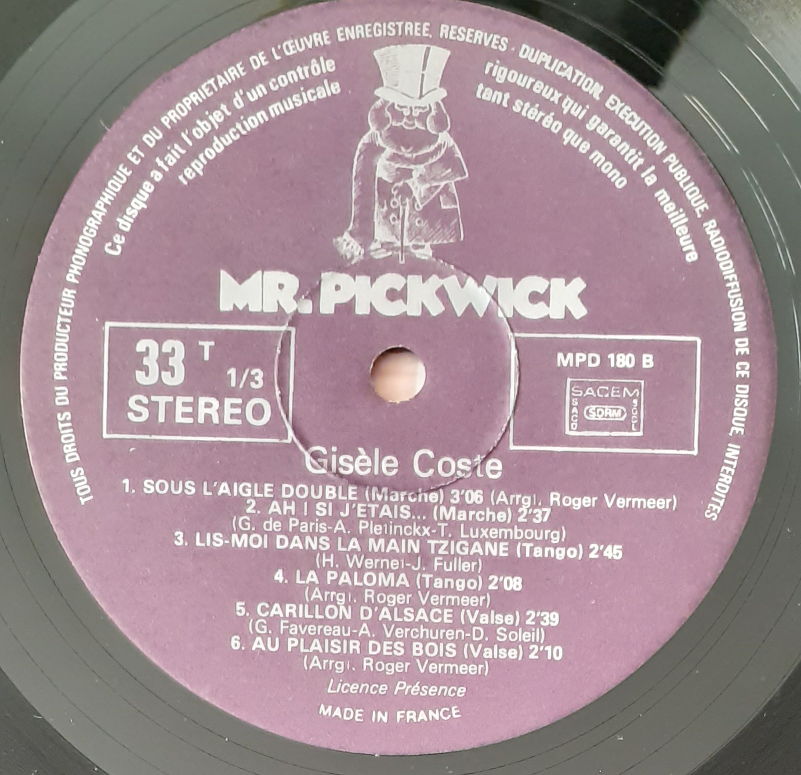 TOUS DROITS DU PRODUCTEUR PHONOGRAPHIQUE ET DU PROPRIETAIRE DE L'ŒUVRE ENREGISTREE, RESERVES - DUPLICATION, EXECUTION PUBLIQUE, RADIODIFFUSION DE CE DISQUE INTERDITES
Ce disque a fait l'objet d'un contrôle rigoureux qui garantit la meilleure
reproduction musicale tant stéréo que mono
MR. PICKWICK
33 T
1/3
STEREO
MPD 180 B
SACEM
SACD SDRM SGDL
Gisèle Coste
1. SOUS L'AIGLE DOUBLE (Marche) 3'06 (Arrgt. Roger Vermeer)
2. AH ! SI J'ETAIS... (Marche) 2'37
(G. de Paris-A. Pletinckx-T. Luxembourg)
3. LIS-MOI DANS LA MAIN TZIGANE (Tango) 2'45
(H. Werner-J. Fuller)
4. LA PALOMA (Tango) 2'08
(Arrgt. Roger Vermeer)
5. CARILLON D'ALSACE (Valse) 2'39
(G. Favereau-A. Verchuren-D. Soleil)
6. AU PLAISIR DES BOIS (Valse) 2'10
(Arrgt. Roger Vermeer)
Licence Présence
MADE IN FRANCE